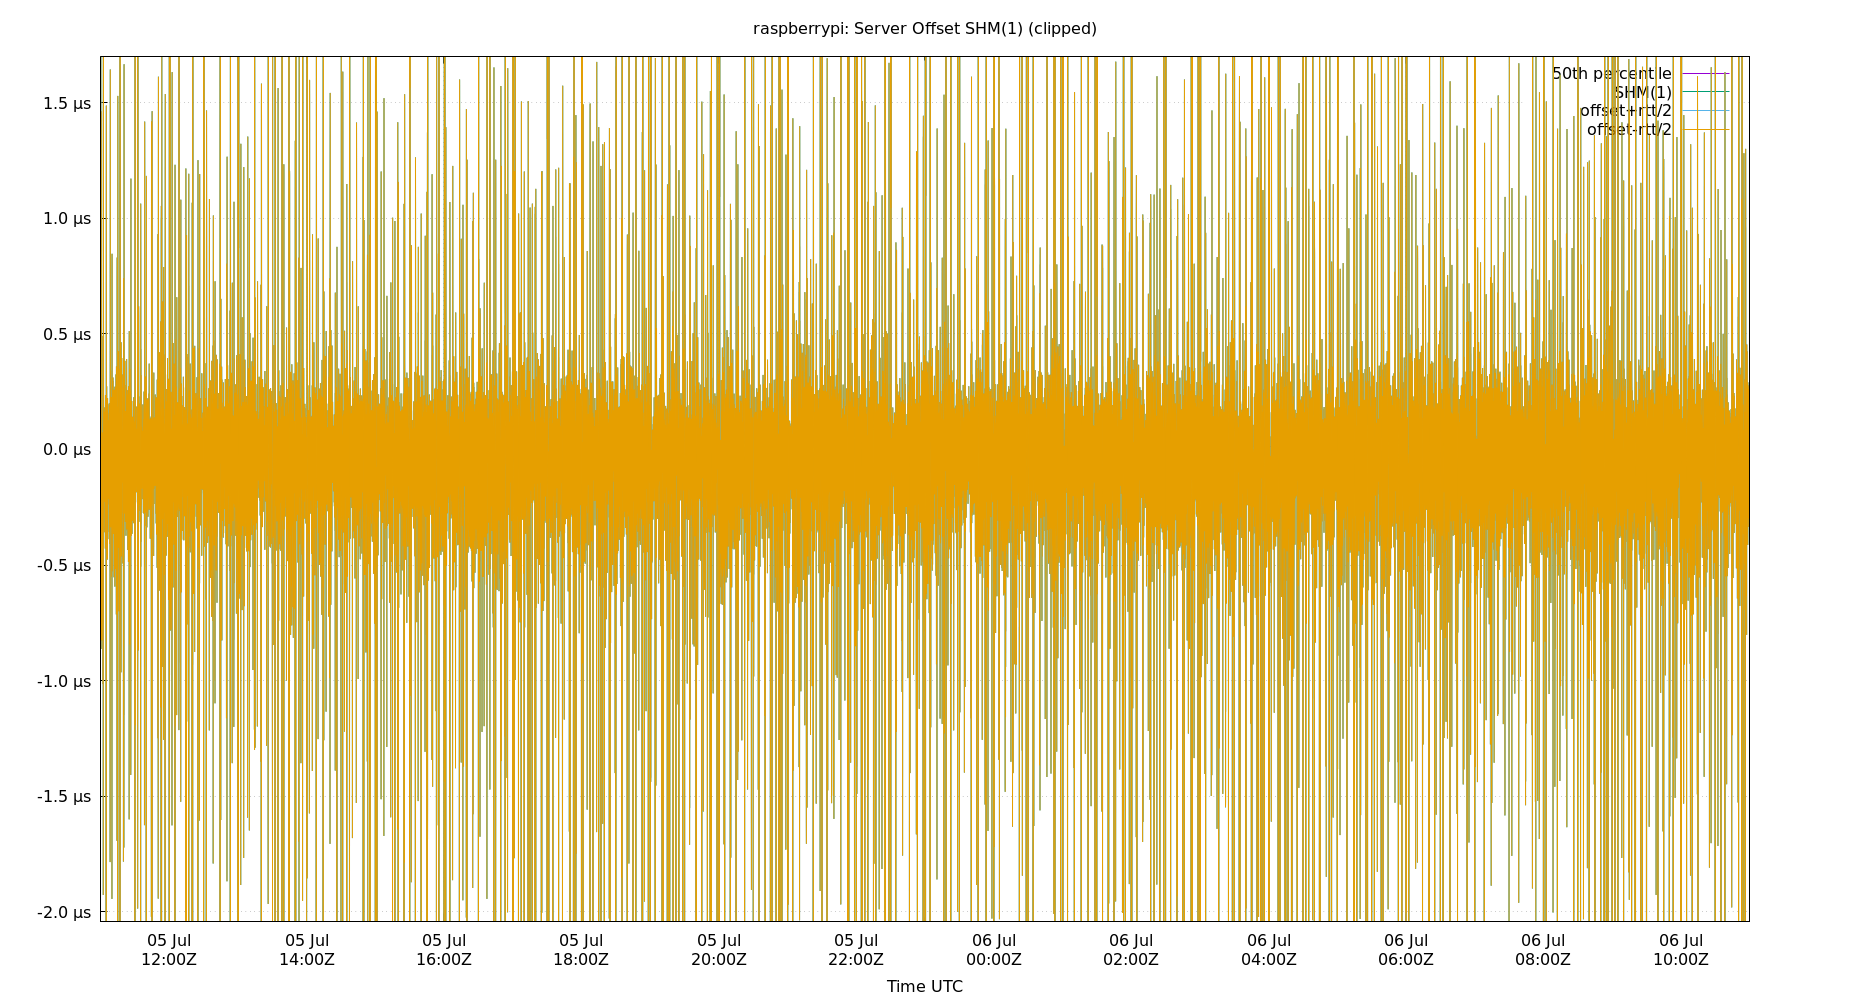 raspberrypi: Server Offset SHM(1) (clipped)
50th percentile
SHM(1)
offset+rtt/2
offset-rtt/2
1.5 µs
1.0 µs
0.5 µs
0.0 µs
-0.5 µs
-1.0 µs
-1.5 µs
-2.0 µs
05 Jul 05 Jul 05 Jul 05 Jul 05 Jul 05 Jul 06 Jul 06 Jul 06 Jul 06 Jul 06 Jul 06 Jul
12:00Z 14:00Z 16:00Z 18:00Z 20:00Z 22:00Z 00:00Z 02:00Z 04:00Z 06:00Z 08:00Z 10:00Z
Time UTC